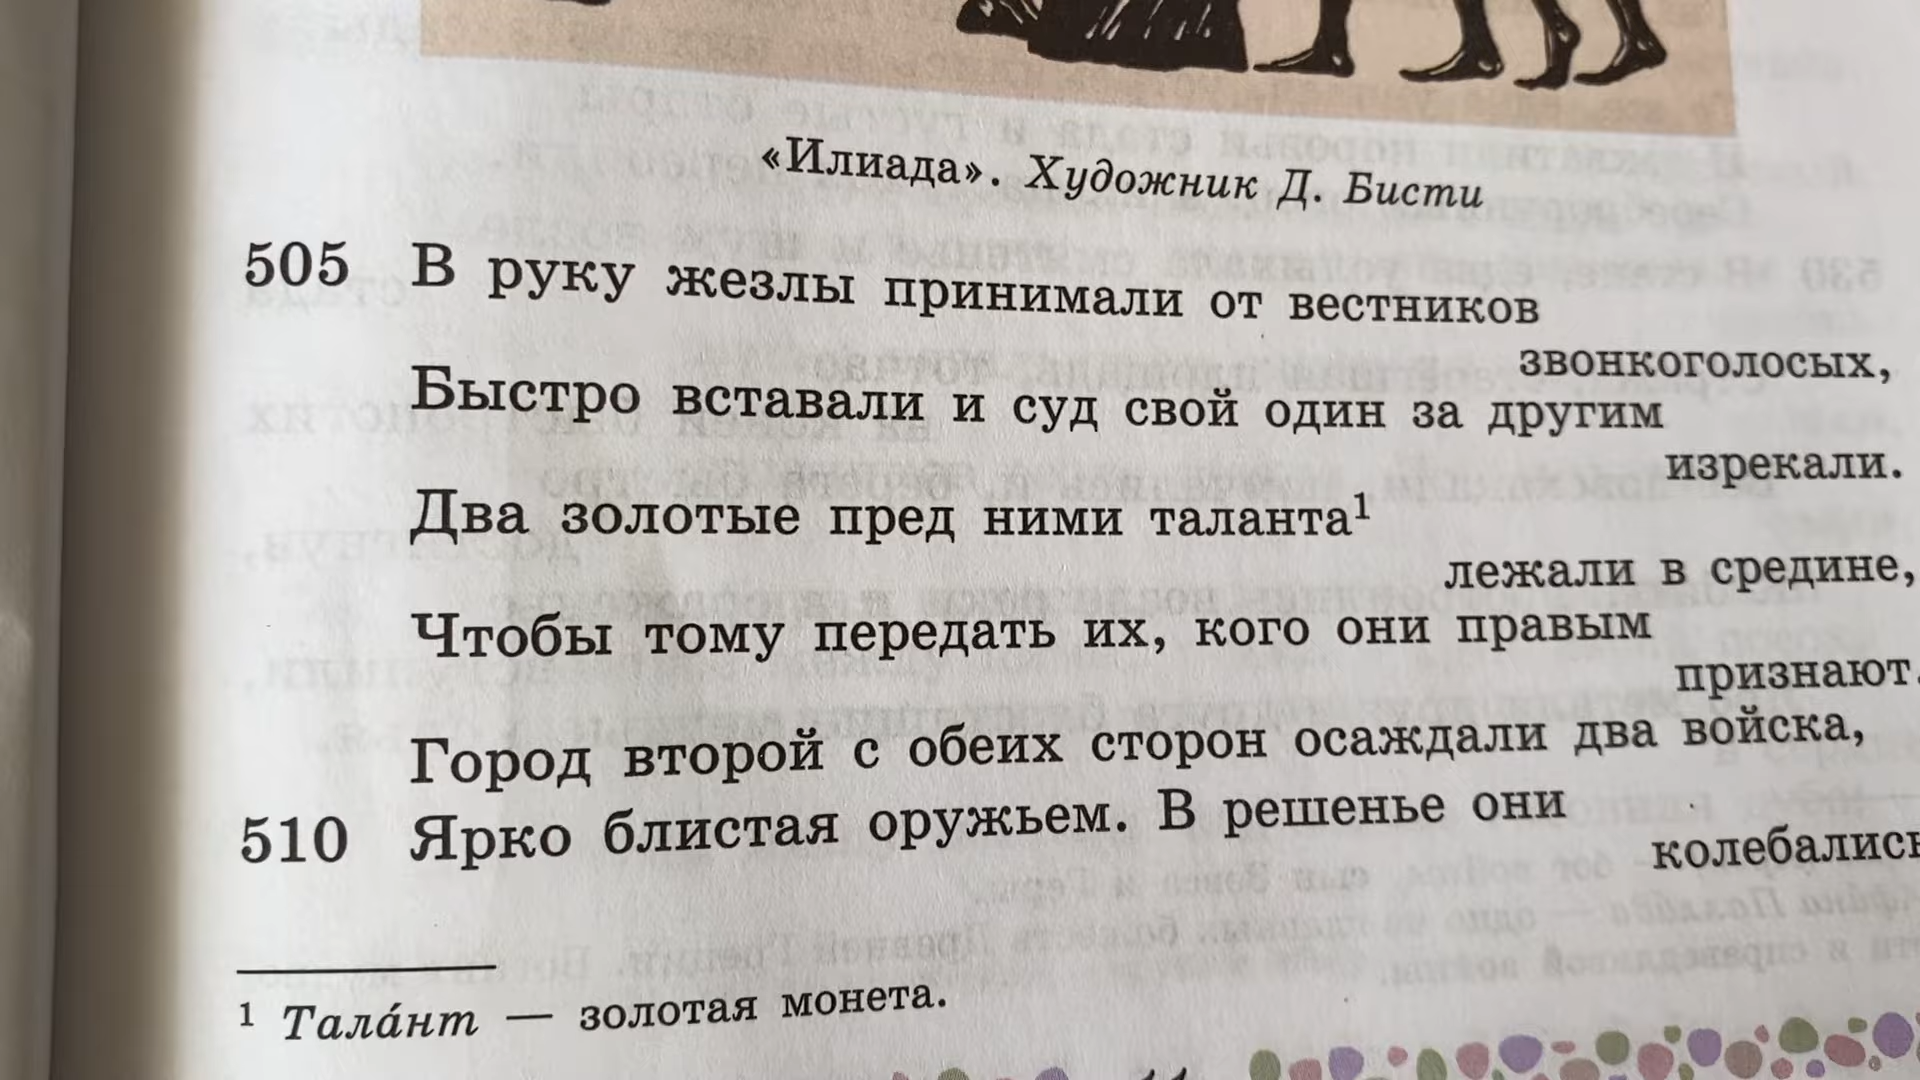 «Илиада». Художник Д. Бисти
505 В руку жезлы принимали от вестников
звонкоголосых,
Быстро вставали и суд свой один за другим
изрекали.
Два золотые пред ними таланта¹
лежали в средине,
Чтобы тому передать их, кого они правым
признают.
Город второй с обеих сторон осаждали два войска,
510 Ярко блистая оружьем. В решенье они
колебались
¹ Тала́нт — золотая монета.